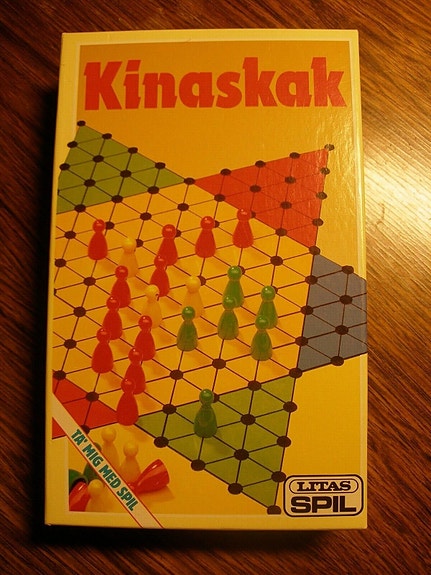 Kinaskak
TA' MIG MED SPIL
LITAS
SPIL